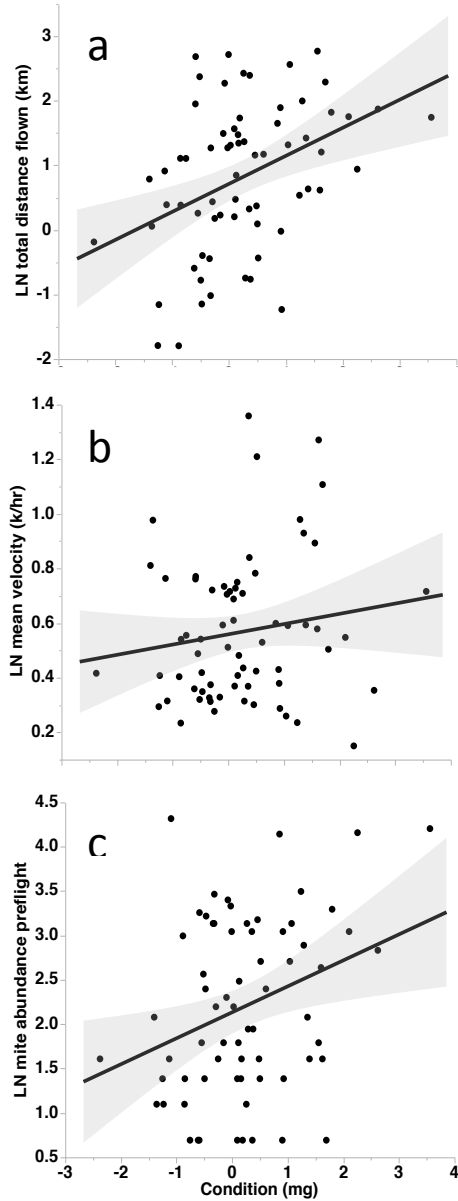 a
LN total distance flown (km)
3
2
1
0
-1
-2
b
LN mean velocity (k/hr)
1.4
1.2
1.0
0.8
0.6
0.4
0.2
c
LN mite abundance preflight
4.5
4.0
3.5
3.0
2.5
2.0
1.5
1.0
0.5
-3 -2 -1 0 1 2 3 4
Condition (mg)